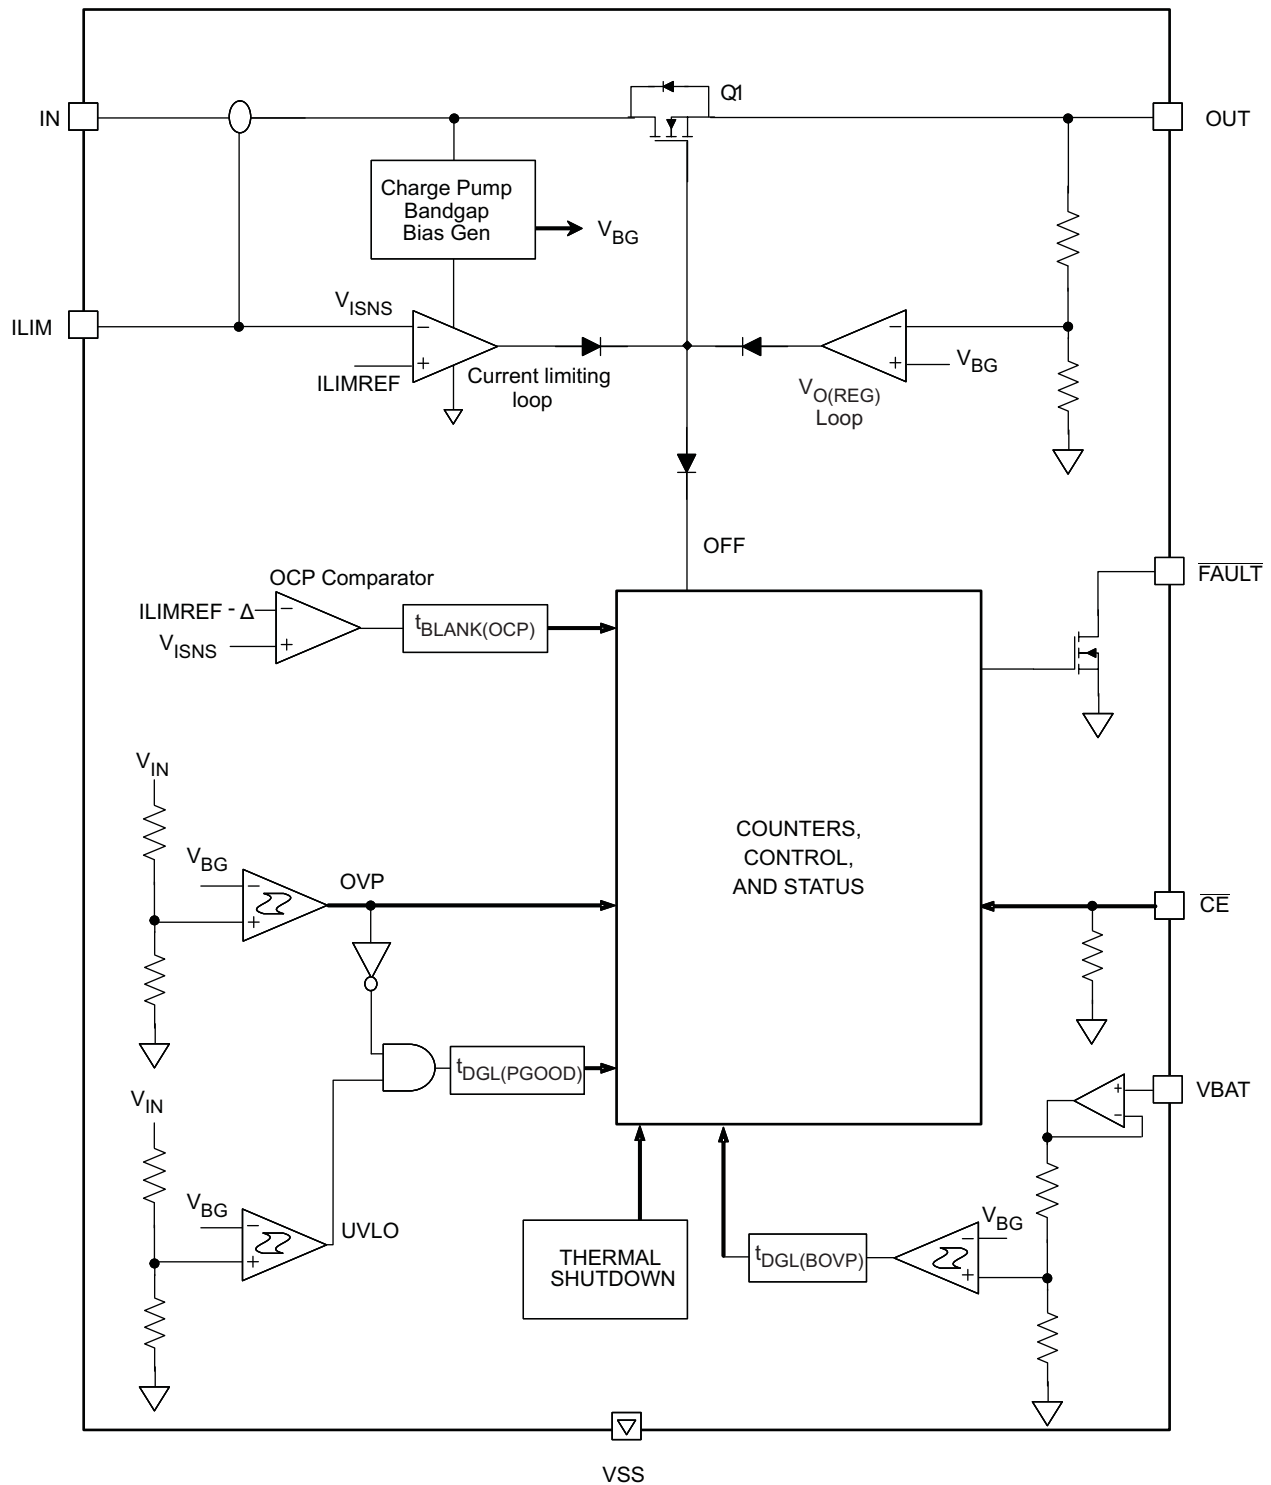 Q1
IN
OUT
Charge Pump
Bandgap
Bias Gen
VBG
VISNS
ILIM
−
+
ILIMREF
Current limiting
loop
−
+
VBG
VO(REG)
Loop
OFF
FAULT
OCP Comparator
ILIMREF - Δ
−
VISNS
+
tBLANK(OCP)
VIN
COUNTERS,
CONTROL,
AND STATUS
VBG
−
+
OVP
CE
tDGL(PGOOD)
VIN
VBAT
+
−
VBG
−
+
UVLO
THERMAL
SHUTDOWN
tDGL(BOVP)
VBG
−
+
VSS